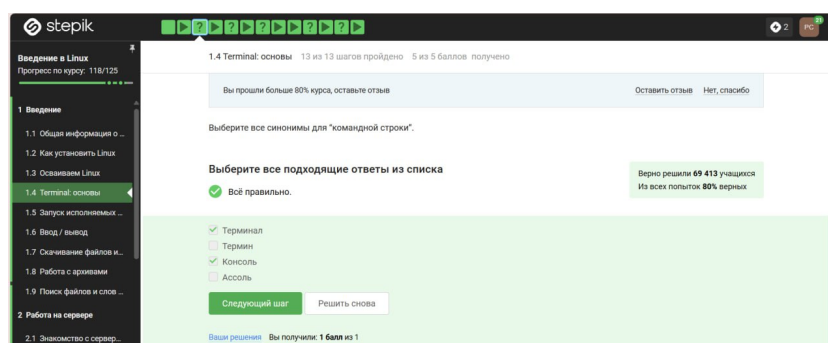 stepik
2
PC
21
Введение в Linux
Прогресс по курсу: 118/125
1 Введение
1.1 Общая информация о ...
1.2 Как установить Linux
1.3 Осваиваем Linux
1.4 Terminal: основы
1.5 Запуск исполняемых ...
1.6 Ввод / вывод
1.7 Скачивание файлов и...
1.8 Работа с архивами
1.9 Поиск файлов и слов ...
2 Работа на сервере
2.1 Знакомство с сервер...
1.4 Terminal: основы 13 из 13 шагов пройдено 5 из 5 баллов получено
Вы прошли больше 80% курса, оставьте отзыв Оставить отзыв Нет, спасибо
Выберите все синонимы для "командной строки".
Выберите все подходящие ответы из списка
Всё правильно.
Верно решили 69 413 учащихся
Из всех попыток 80% верных
Терминал
Термин
Консоль
Ассоль
Следующий шаг Решить снова
Ваши решения Вы получили: 1 балл из 1